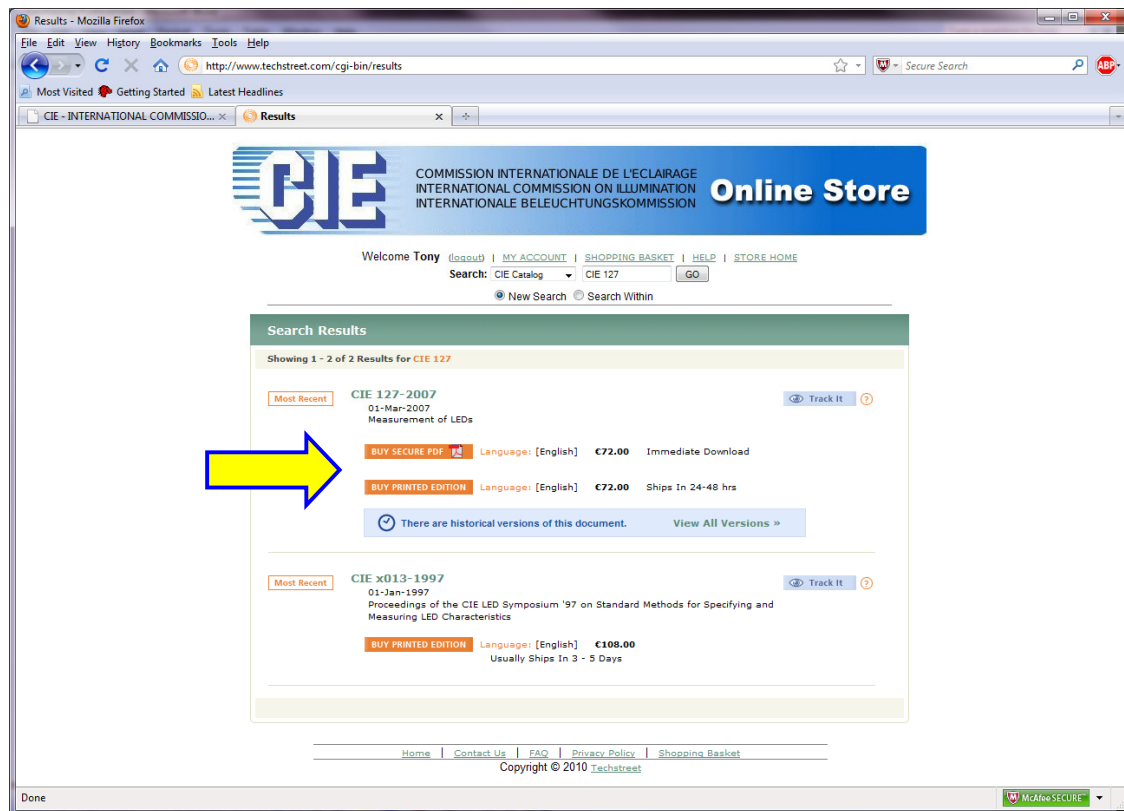 Results - Mozilla Firefox
File Edit View History Bookmarks Tools Help
http://www.techstreet.com/cgi-bin/results
Secure Search
ABP
Most Visited Getting Started Latest Headlines
CIE - INTERNATIONAL COMMISSIO... Results
CIE
COMMISSION INTERNATIONALE DE L'ECLAIRAGE
INTERNATIONAL COMMISSION ON ILLUMINATION
INTERNATIONALE BELEUCHTUNGSKOMMISSION
Online Store
Welcome Tony (logout) | MY ACCOUNT | SHOPPING BASKET | HELP | STORE HOME
Search: CIE Catalog CIE 127 GO
New Search Search Within
Search Results
Showing 1 - 2 of 2 Results for CIE 127
Most Recent CIE 127-2007 Track It ?
01-Mar-2007
Measurement of LEDs
BUY SECURE PDF Language: [English] €72.00 Immediate Download
BUY PRINTED EDITION Language: [English] €72.00 Ships In 24-48 hrs
There are historical versions of this document. View All Versions »
Most Recent CIE x013-1997 Track It ?
01-Jan-1997
Proceedings of the CIE LED Symposium '97 on Standard Methods for Specifying and
Measuring LED Characteristics
BUY PRINTED EDITION Language: [English] €108.00
Usually Ships In 3 - 5 Days
Home | Contact Us | FAQ | Privacy Policy | Shopping Basket
Copyright © 2010 Techstreet
Done
McAfee SECURE